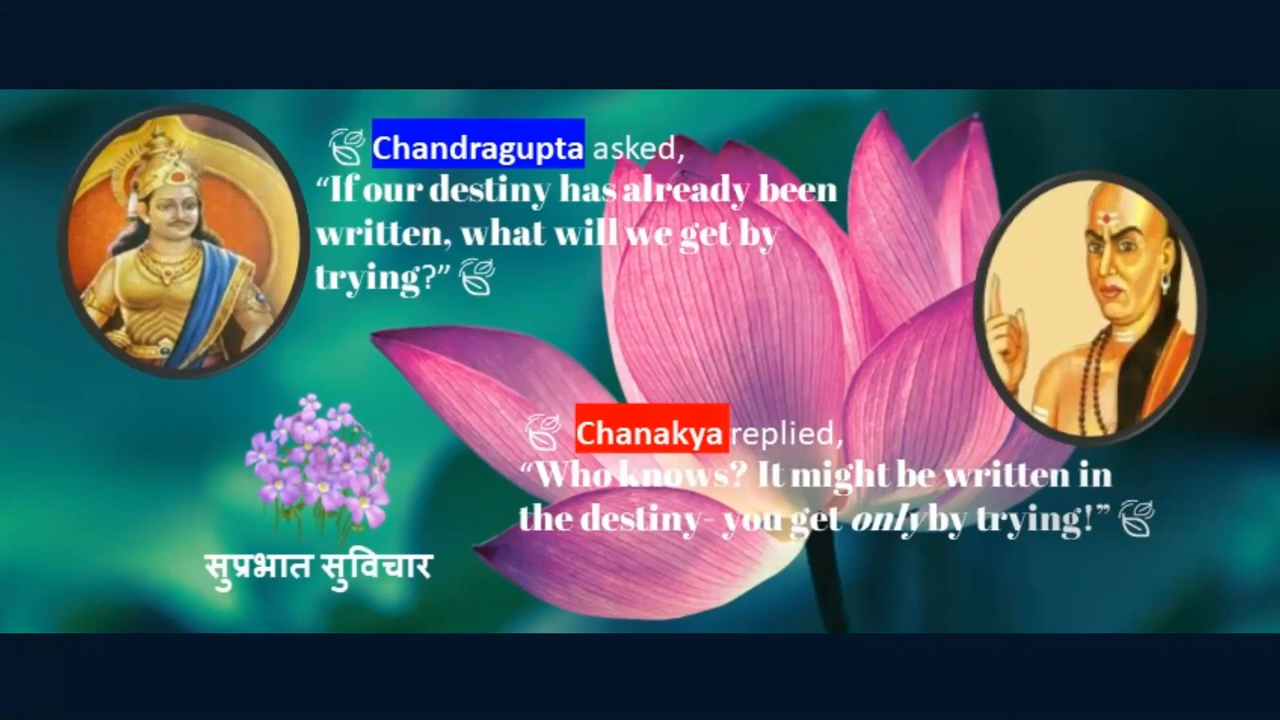 Chandragupta asked,
“If our destiny has already been
written, what will we get by
trying?”
Chanakya replied,
“Who knows? It might be written in
the destiny- you get only by trying!”
सुप्रभात सुविचार